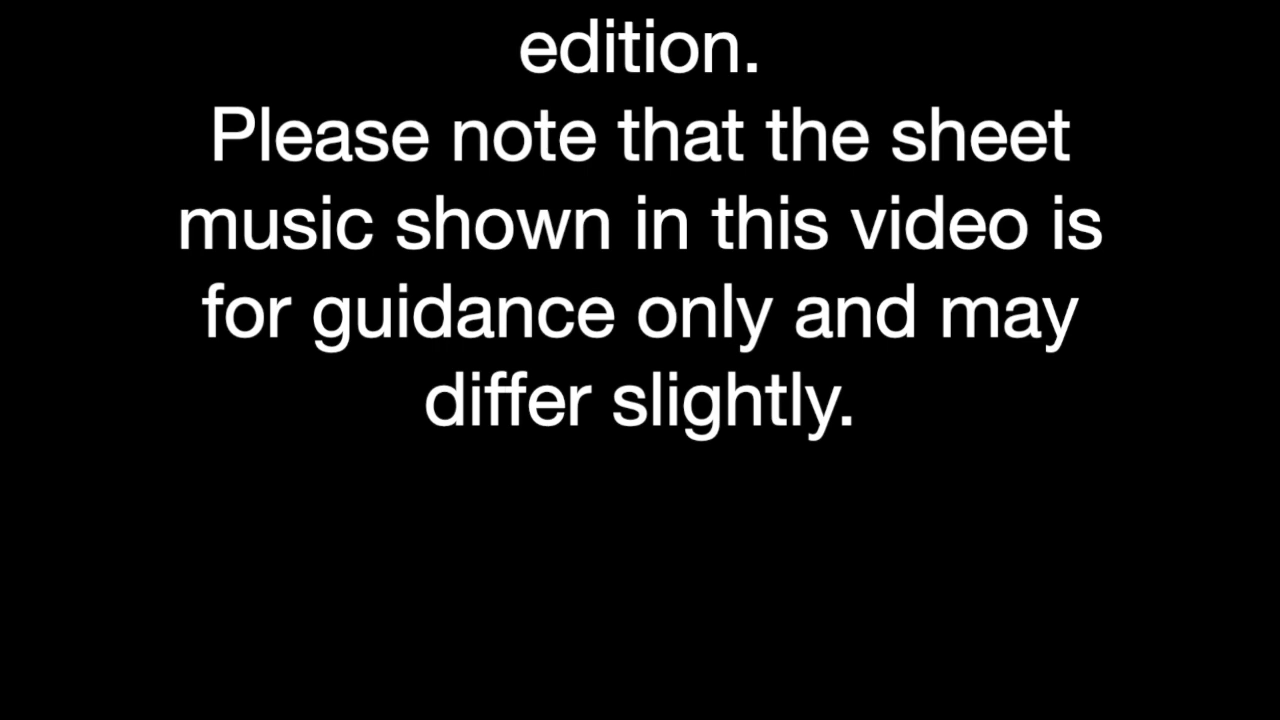 edition.
Please note that the sheet
music shown in this video is
for guidance only and may
differ slightly.